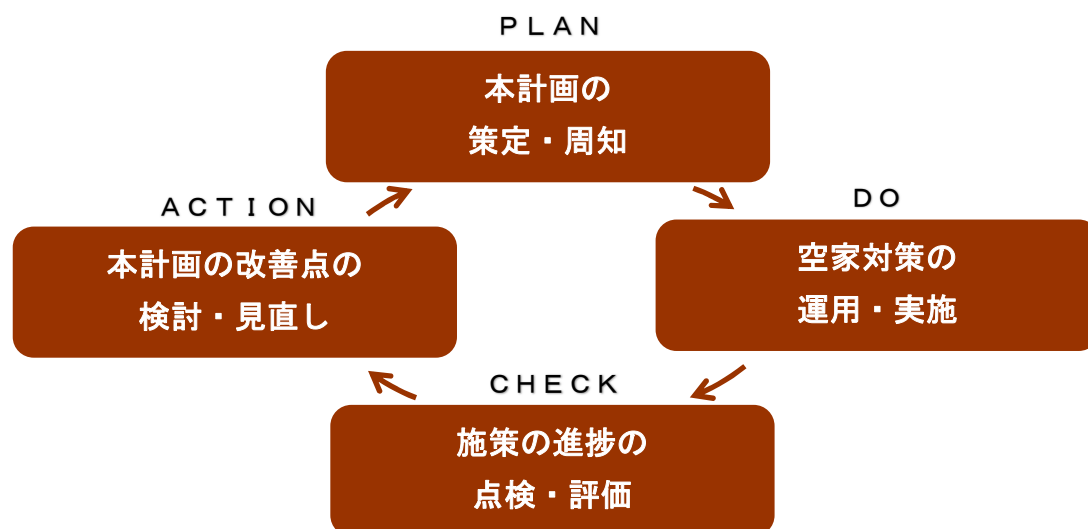 ＰＬＡＮ
本計画の
策定・周知
ＤＯ
空家対策の
運用・実施
ＣＨＥＣＫ
施策の進捗の
点検・評価
ＡＣＴＩＯＮ
本計画の改善点の
検討・見直し